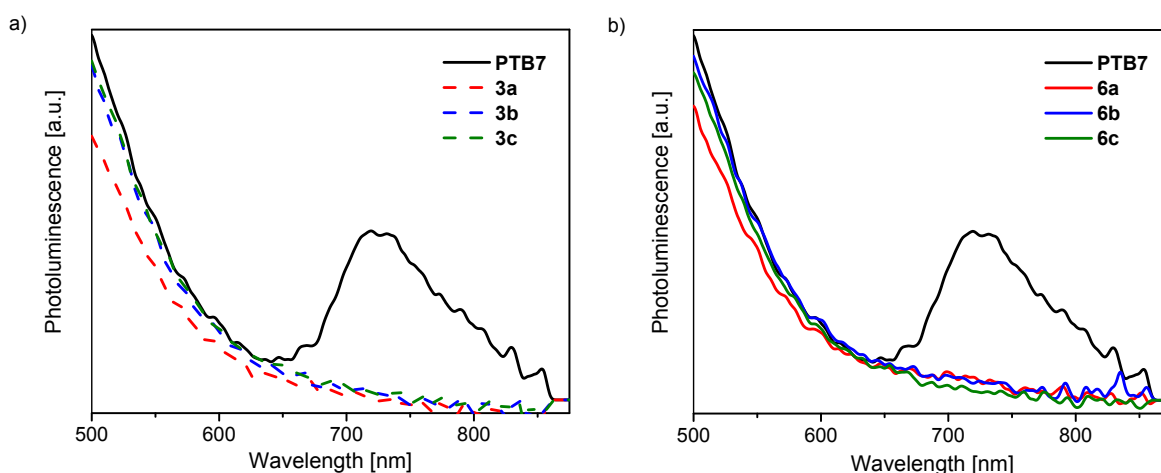 a)
Photoluminescence [a.u.]
PTB7
3a
3b
3c
500 600 700 800
Wavelength [nm]
b)
Photoluminescence [a.u.]
PTB7
6a
6b
6c
500 600 700 800
Wavelength [nm]